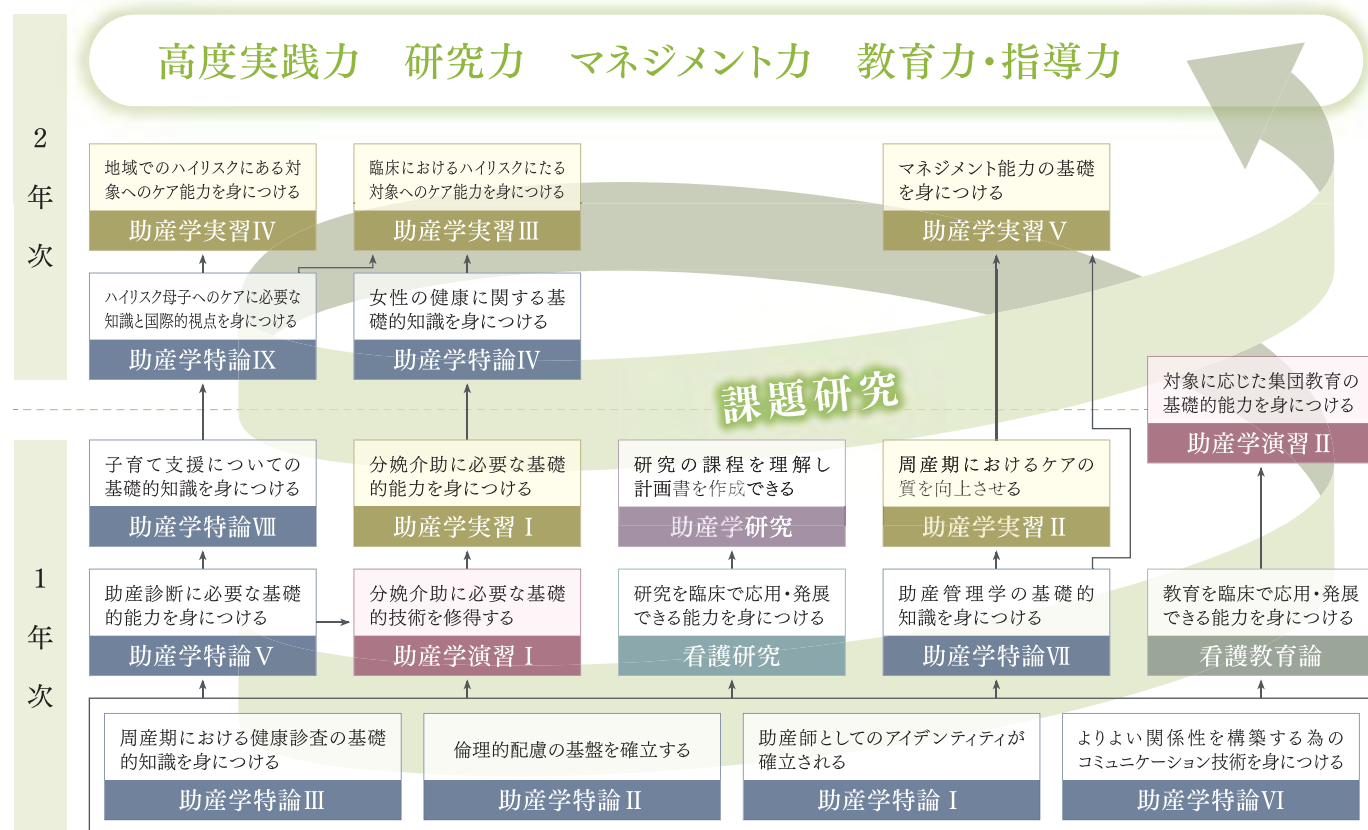 高度実践力 研究力 マネジメント力 教育力・指導力
2年次
地域でのハイリスクにある対
象へのケア能力を身につける
助産学実習Ⅳ
臨床におけるハイリスクにたる
対象へのケア能力を身につける
助産学実習Ⅲ
マネジメント能力の基礎
を身につける
助産学実習Ⅴ
ハイリスク母子へのケアに必要な
知識と国際的視点を身につける
助産学特論Ⅸ
女性の健康に関する基
礎的知識を身につける
助産学特論Ⅳ
課題研究
対象に応じた集団教育の
基礎的能力を身につける
助産学演習Ⅱ
1年次
子育て支援についての
基礎的知識を身につける
助産学特論Ⅷ
分娩介助に必要な基礎
的能力を身につける
助産学実習Ⅰ
研究の課程を理解し
計画書を作成できる
助産学研究
周産期におけるケアの
質を向上させる
助産学実習Ⅱ
助産診断に必要な基礎
的能力を身につける
助産学特論Ⅴ
分娩介助に必要な基礎
的技術を修得する
助産学演習Ⅰ
研究を臨床で応用・発展
できる能力を身につける
看護研究
助産管理学の基礎的
知識を身につける
助産学特論Ⅶ
教育を臨床で応用・発展
できる能力を身につける
看護教育論
周産期における健康診査の基礎
的知識を身につける
助産学特論Ⅲ
倫理的配慮の基盤を確立する
助産学特論Ⅱ
助産師としてのアイデンティティが
確立される
助産学特論Ⅰ
よりよい関係性を構築する為の
コミュニケーション技術を身につける
助産学特論Ⅵ